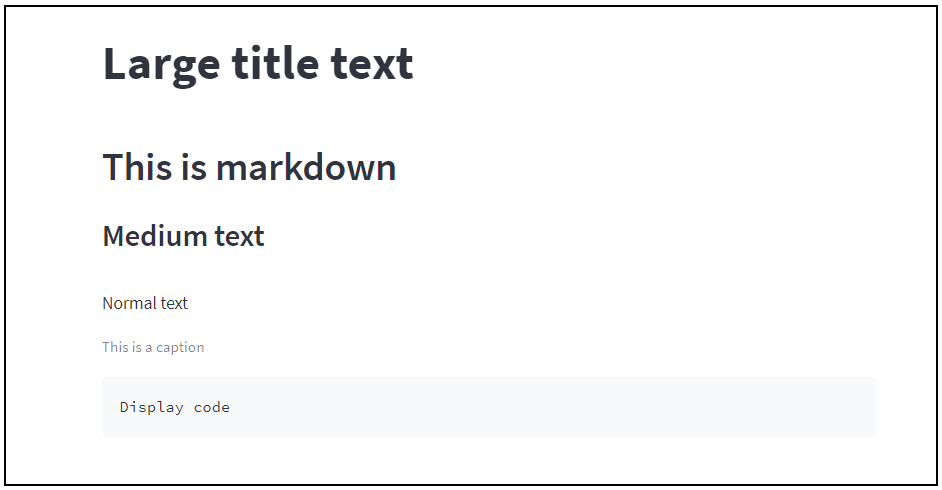 Large title text
This is markdown
Medium text
Normal text
This is a caption
Display code